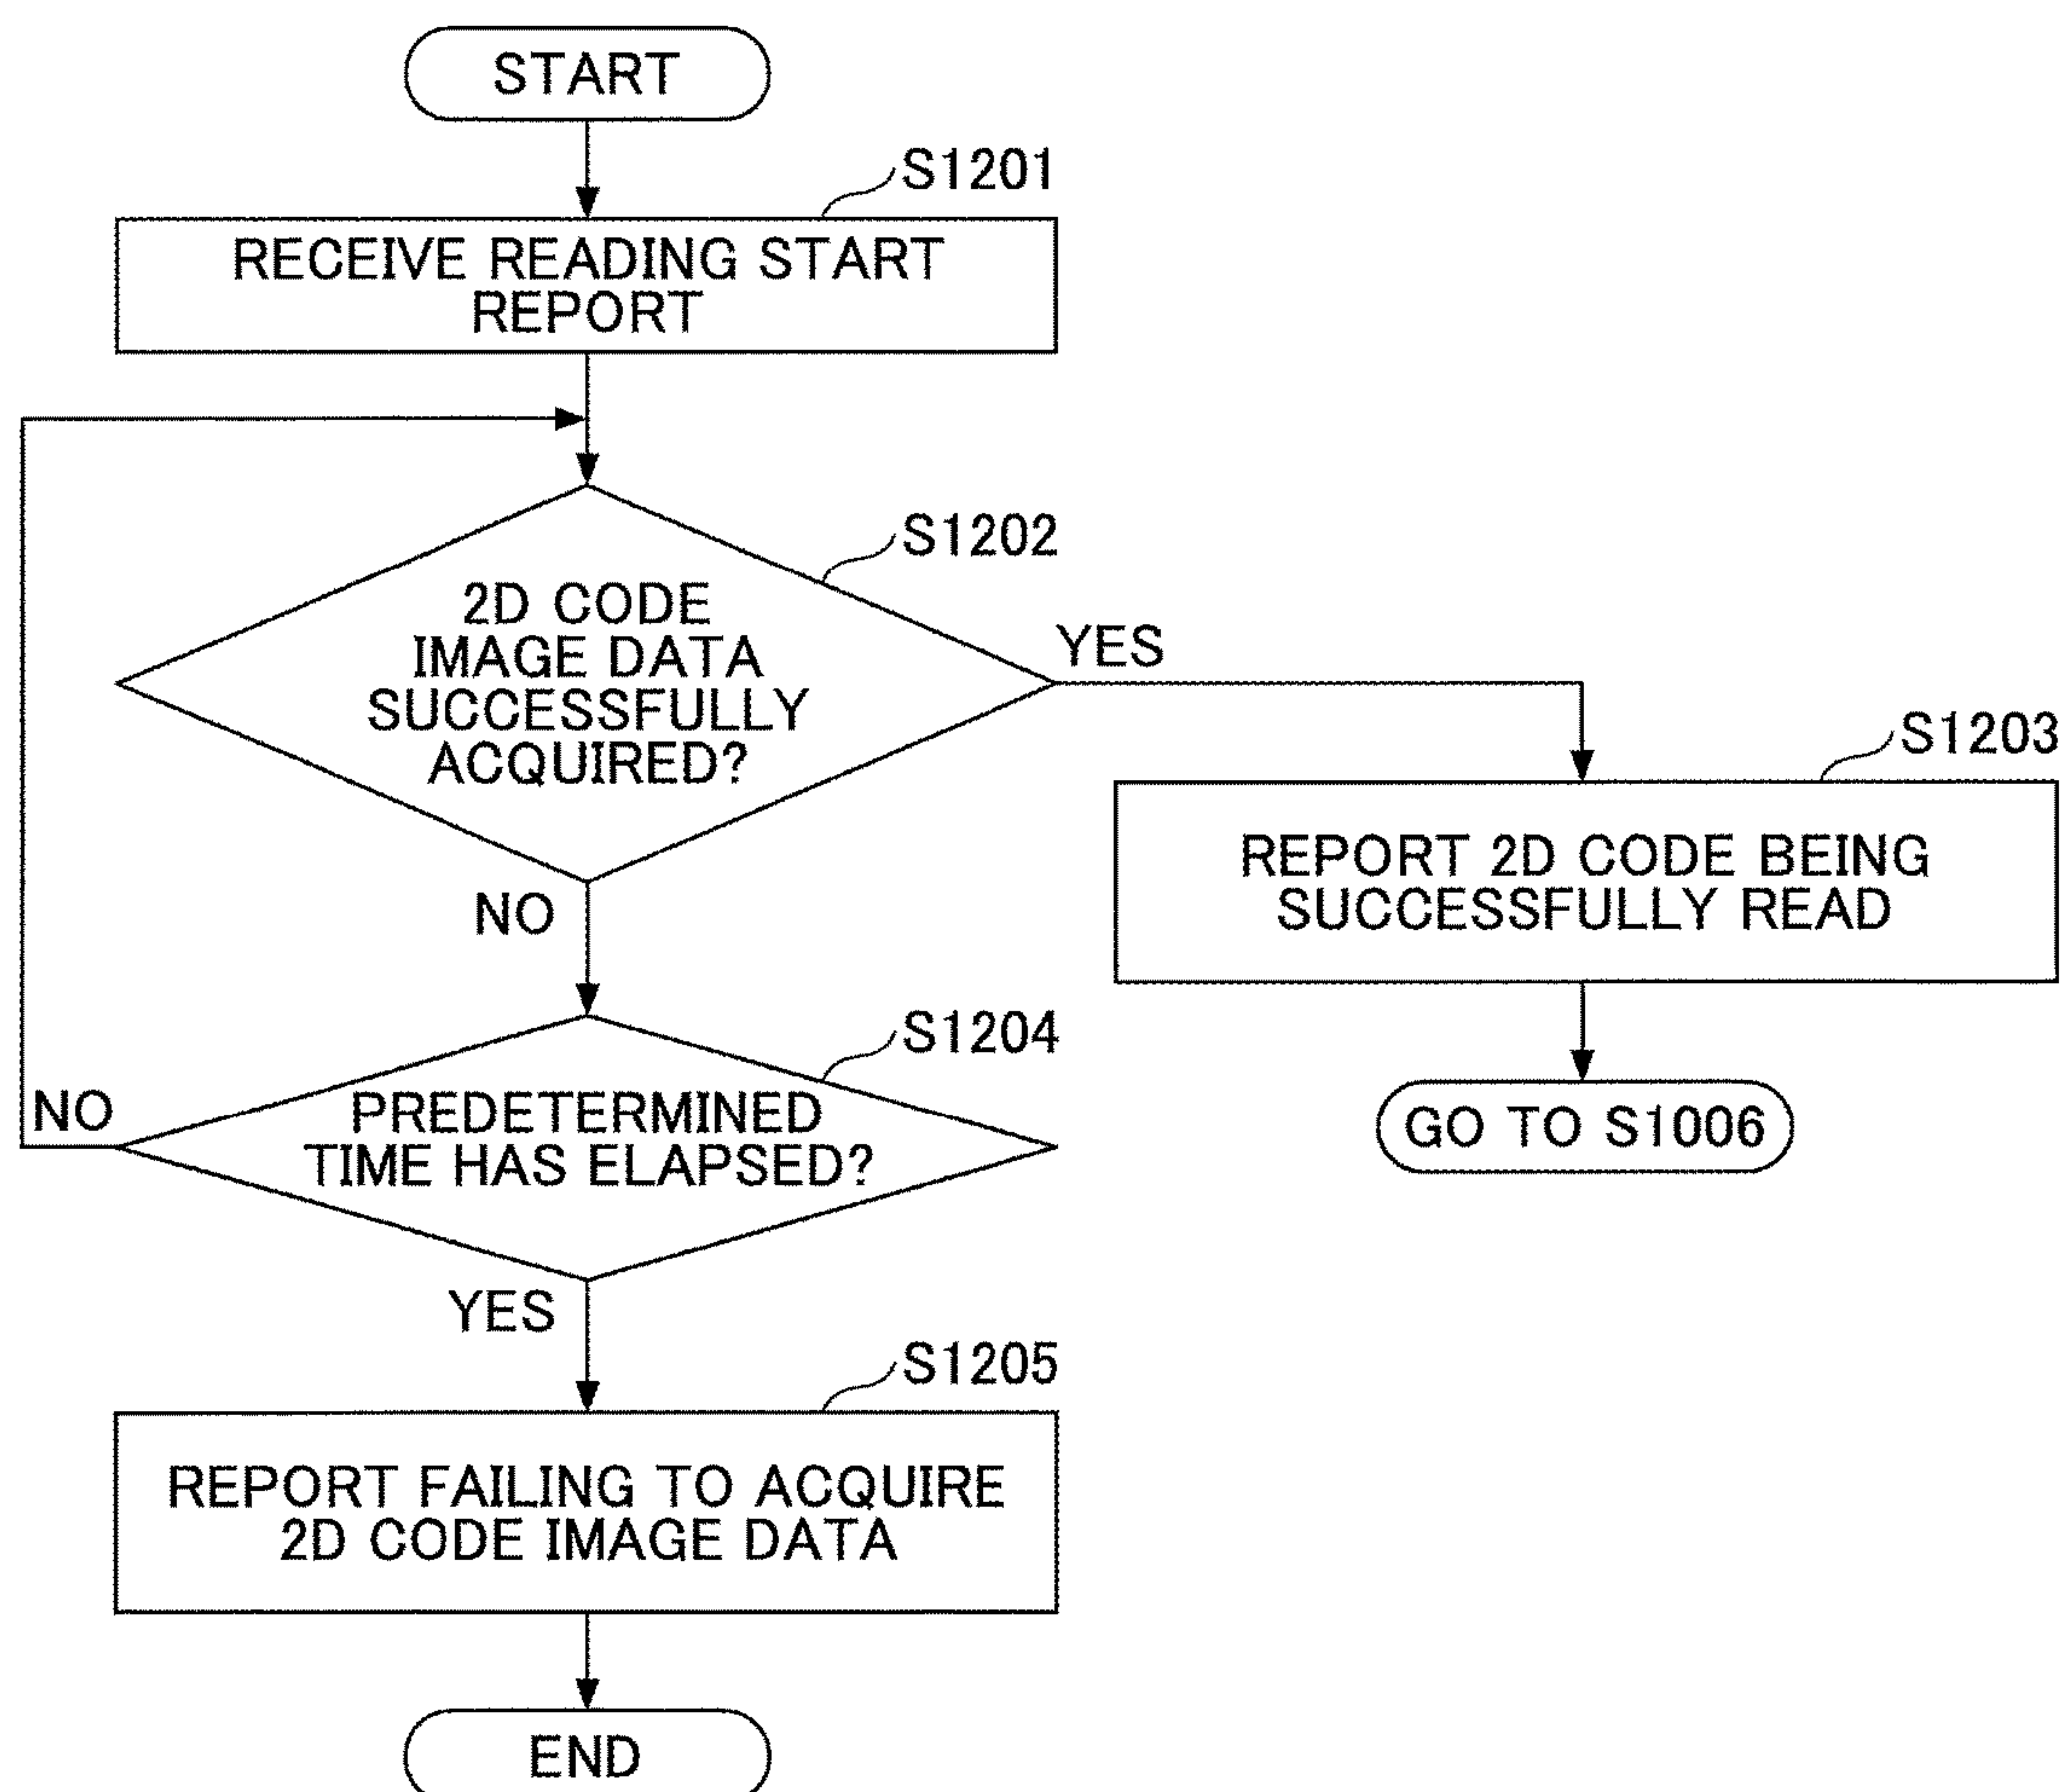 START
S1201
RECEIVE READING START
REPORT
S1202
2D CODE
IMAGE DATA
SUCCESSFULLY
ACQUIRED?
YES
S1203
REPORT 2D CODE BEING
SUCCESSFULLY READ
NO
GO TO S1006
S1204
PREDETERMINED
TIME HAS ELAPSED?
NO
YES
S1205
REPORT FAILING TO ACQUIRE
2D CODE IMAGE DATA
END